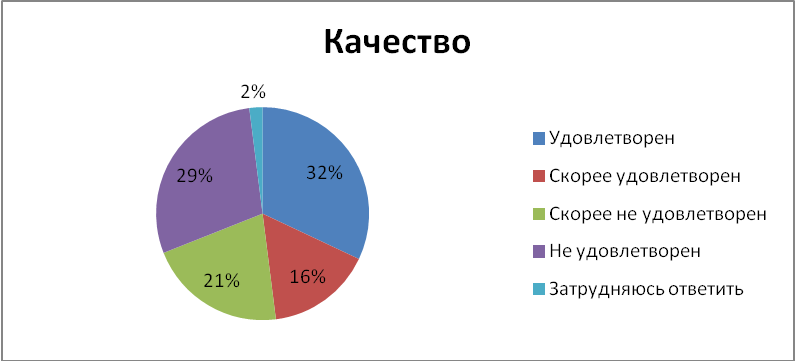 Качество
2%
32%
29%
16%
21%
Удовлетворен
Скорее удовлетворен
Скорее не удовлетворен
Не удовлетворен
Затрудняюсь ответить